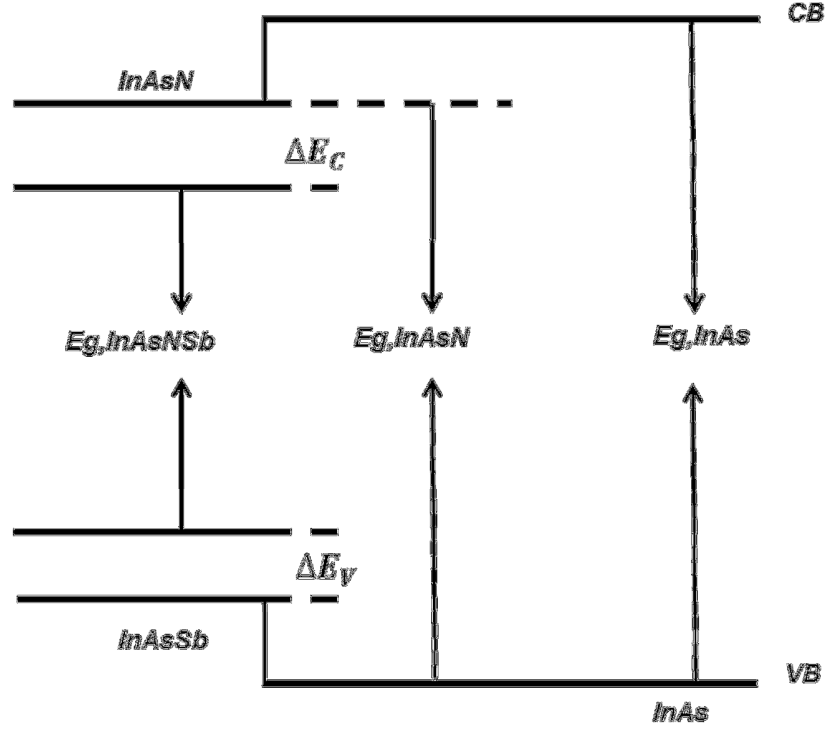 CB
InAsN
ΔE_C
Eg,InAsNSb
Eg,InAsN
Eg,InAs
ΔE_V
InAsSb
VB
InAs